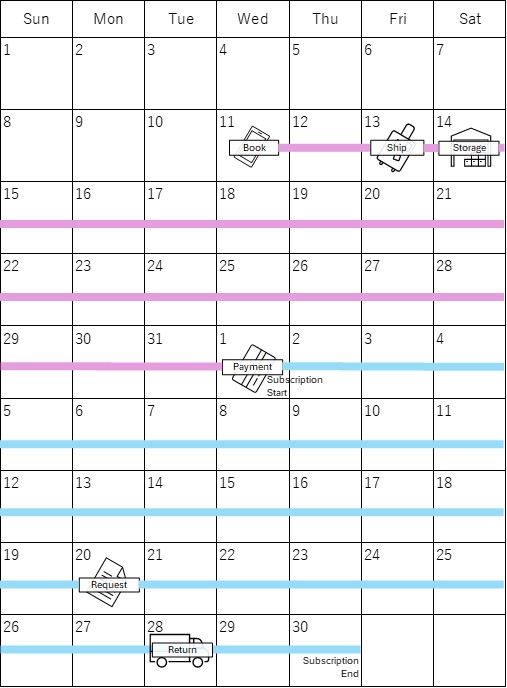 Sun Mon Tue Wed Thu Fri Sat
1 2 3 4 5 6 7
8 9 10 11 12 13 14
Book Ship Storage
15 16 17 18 19 20 21
22 23 24 25 26 27 28
29 30 31 1 2 3 4
Payment
Subscription
Start
5 6 7 8 9 10 11
12 13 14 15 16 17 18
19 20 21 22 23 24 25
Request
26 27 28 29 30
Return
Subscription
End